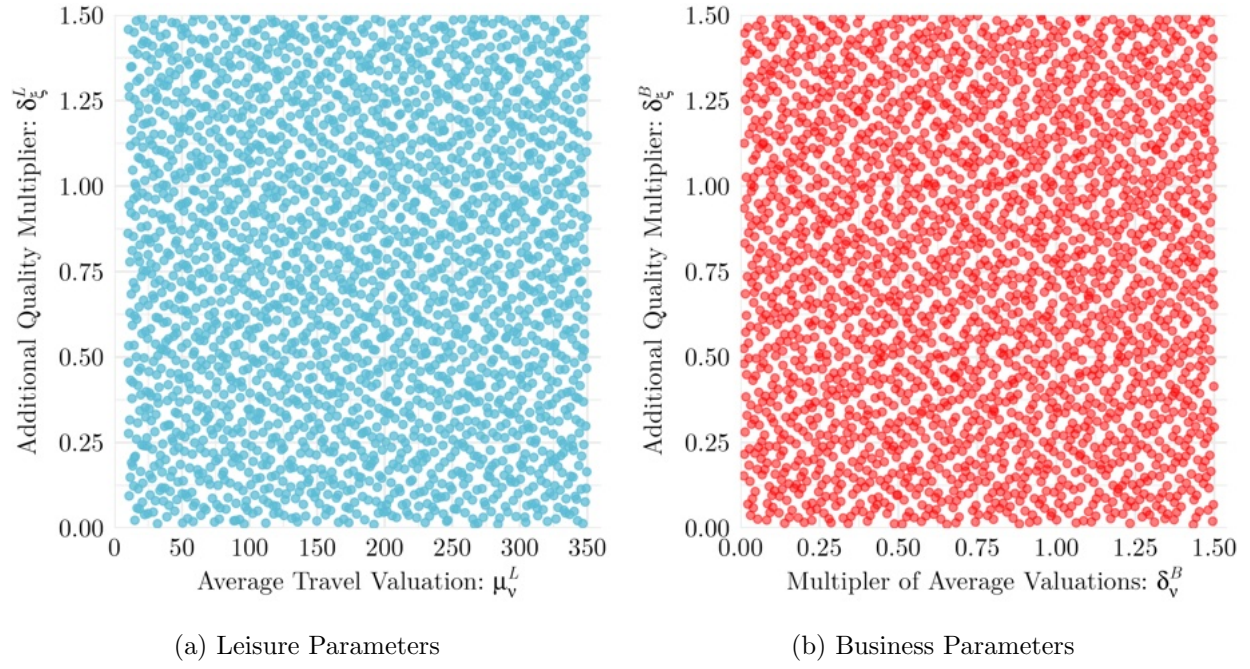 1.50
1.25
1.00
0.75
0.50
0.25
0.00
Additional Quality Multiplier: δ_ξ^L
0 50 100 150 200 250 300 350
Average Travel Valuation: μ_ν^L
(a) Leisure Parameters
1.50
1.25
1.00
0.75
0.50
0.25
0.00
Additional Quality Multiplier: δ_ξ^B
0.00 0.25 0.50 0.75 1.00 1.25 1.50
Multipler of Average Valuations: δ_ν^B
(b) Business Parameters